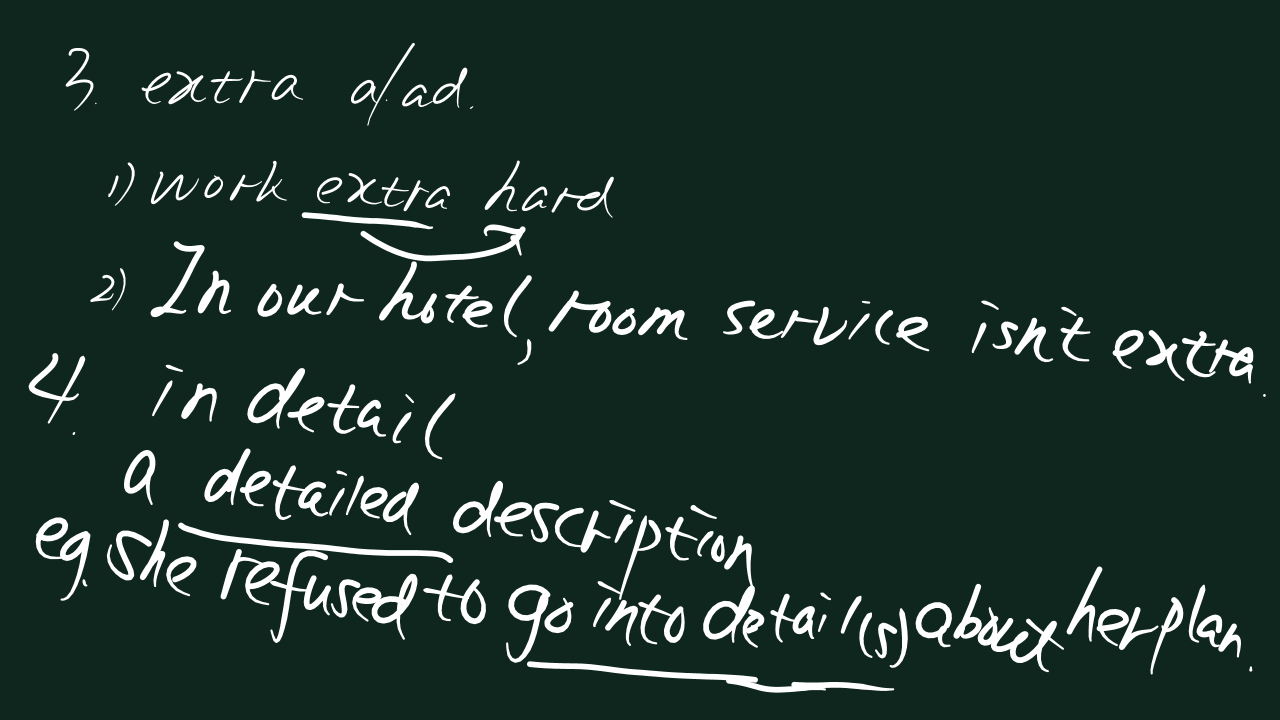 3. extra a./ad.
1) work extra hard
2) In our hotel, room service isn't extra.
4. in detail
a detailed description
eg. She refused to go into detail(s) about her plan.